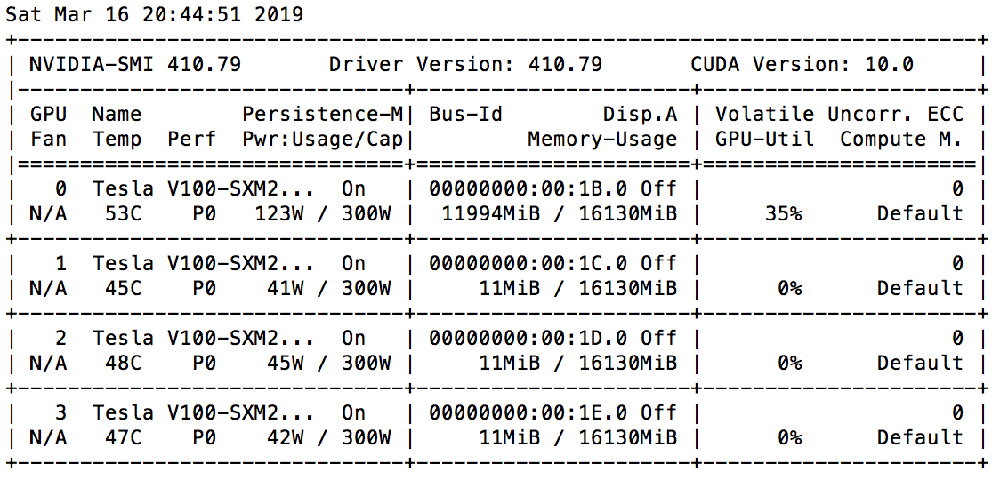 Sat Mar 16 20:44:51 2019
+-----------------------------------------------------------------------------+
| NVIDIA-SMI 410.79       Driver Version: 410.79       CUDA Version: 10.0     |
|-------------------------------+----------------------+----------------------+
| GPU  Name        Persistence-M| Bus-Id        Disp.A | Volatile Uncorr. ECC |
| Fan  Temp  Perf  Pwr:Usage/Cap|         Memory-Usage | GPU-Util  Compute M. |
|===============================+======================+======================|
|   0  Tesla V100-SXM2...  On   | 00000000:00:1B.0 Off |                    0 |
| N/A   53C    P0   123W / 300W |  11994MiB / 16130MiB |     35%      Default |
+-------------------------------+----------------------+----------------------+
|   1  Tesla V100-SXM2...  On   | 00000000:00:1C.0 Off |                    0 |
| N/A   45C    P0    41W / 300W |     11MiB / 16130MiB |      0%      Default |
+-------------------------------+----------------------+----------------------+
|   2  Tesla V100-SXM2...  On   | 00000000:00:1D.0 Off |                    0 |
| N/A   48C    P0    45W / 300W |     11MiB / 16130MiB |      0%      Default |
+-------------------------------+----------------------+----------------------+
|   3  Tesla V100-SXM2...  On   | 00000000:00:1E.0 Off |                    0 |
| N/A   47C    P0    42W / 300W |     11MiB / 16130MiB |      0%      Default |
+-------------------------------+----------------------+----------------------+